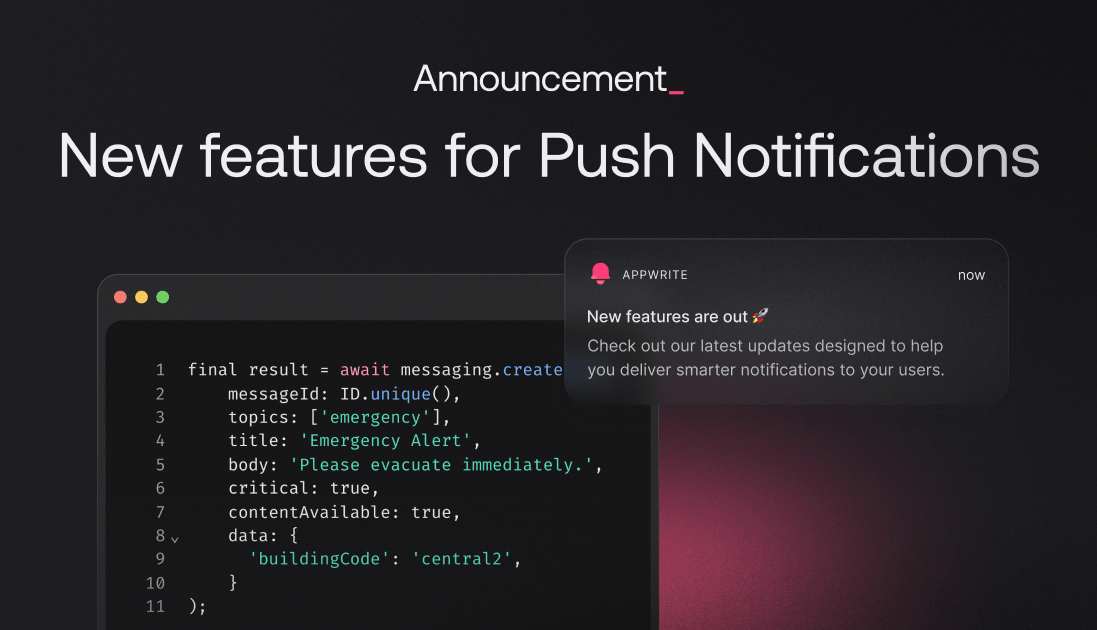 Announcement_
New features for Push Notifications
APPWRITE now
New features are out 🚀
Check out our latest updates designed to help
you deliver smarter notifications to your users.
1 final result = await messaging.create
2 messageId: ID.unique(),
3 topics: ['emergency'],
4 title: 'Emergency Alert',
5 body: 'Please evacuate immediately.',
6 critical: true,
7 contentAvailable: true,
8 data: {
9 'buildingCode': 'central2',
10 }
11 );